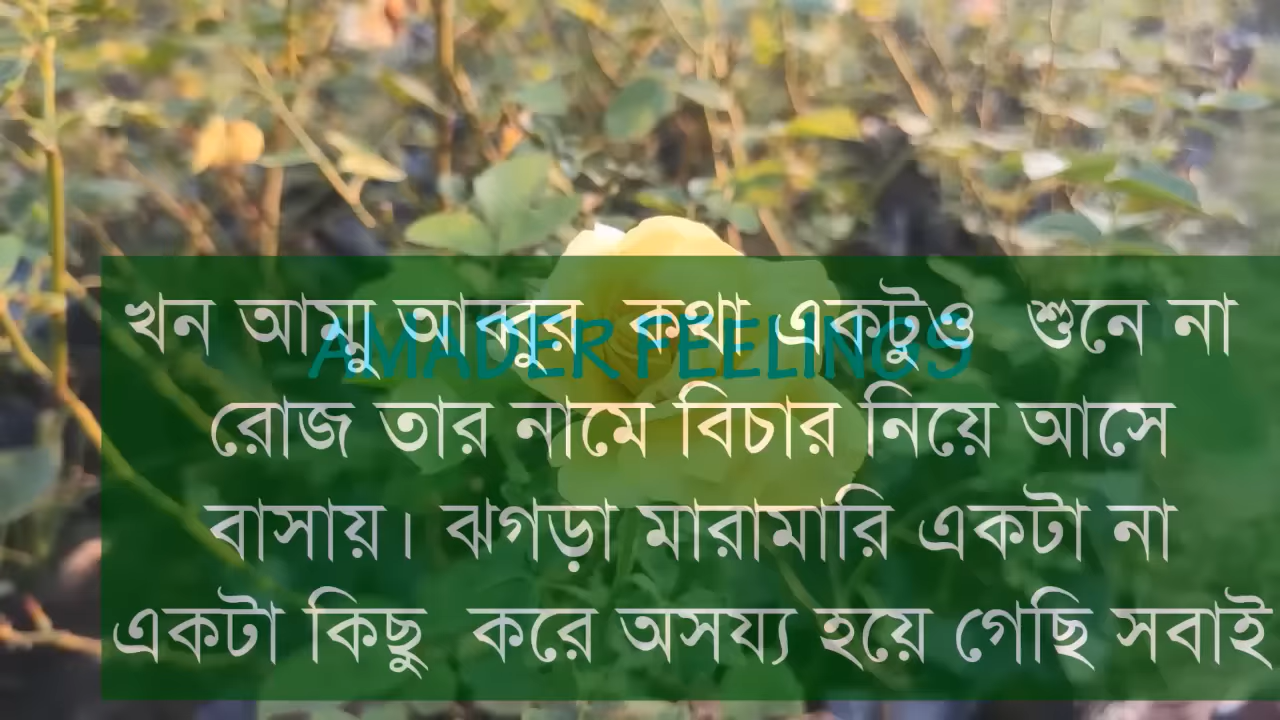 খন আম্মু আব্বুর কথা একটুও শুনে না
AMADER FEELINGS
রোজ তার নামে বিচার নিয়ে আসে
বাসায়। ঝগড়া মারামারি একটা না
একটা কিছু করে অসয্য হয়ে গেছি সবাই